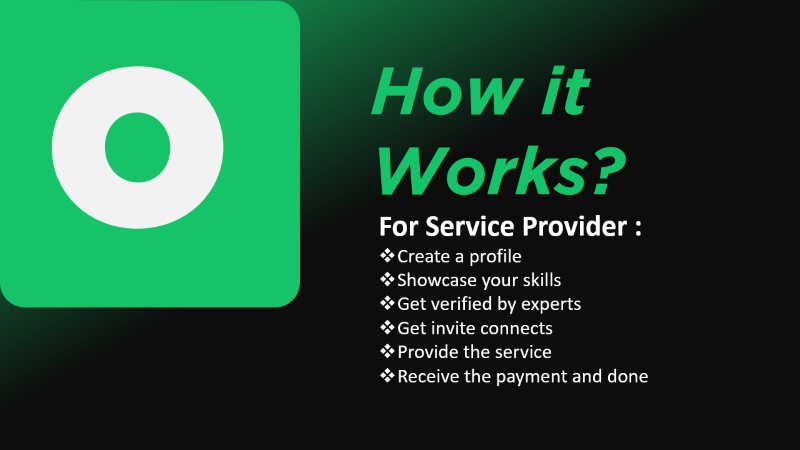 How it
Works?
For Service Provider :
❖Create a profile
❖Showcase your skills
❖Get verified by experts
❖Get invite connects
❖Provide the service
❖Receive the payment and done